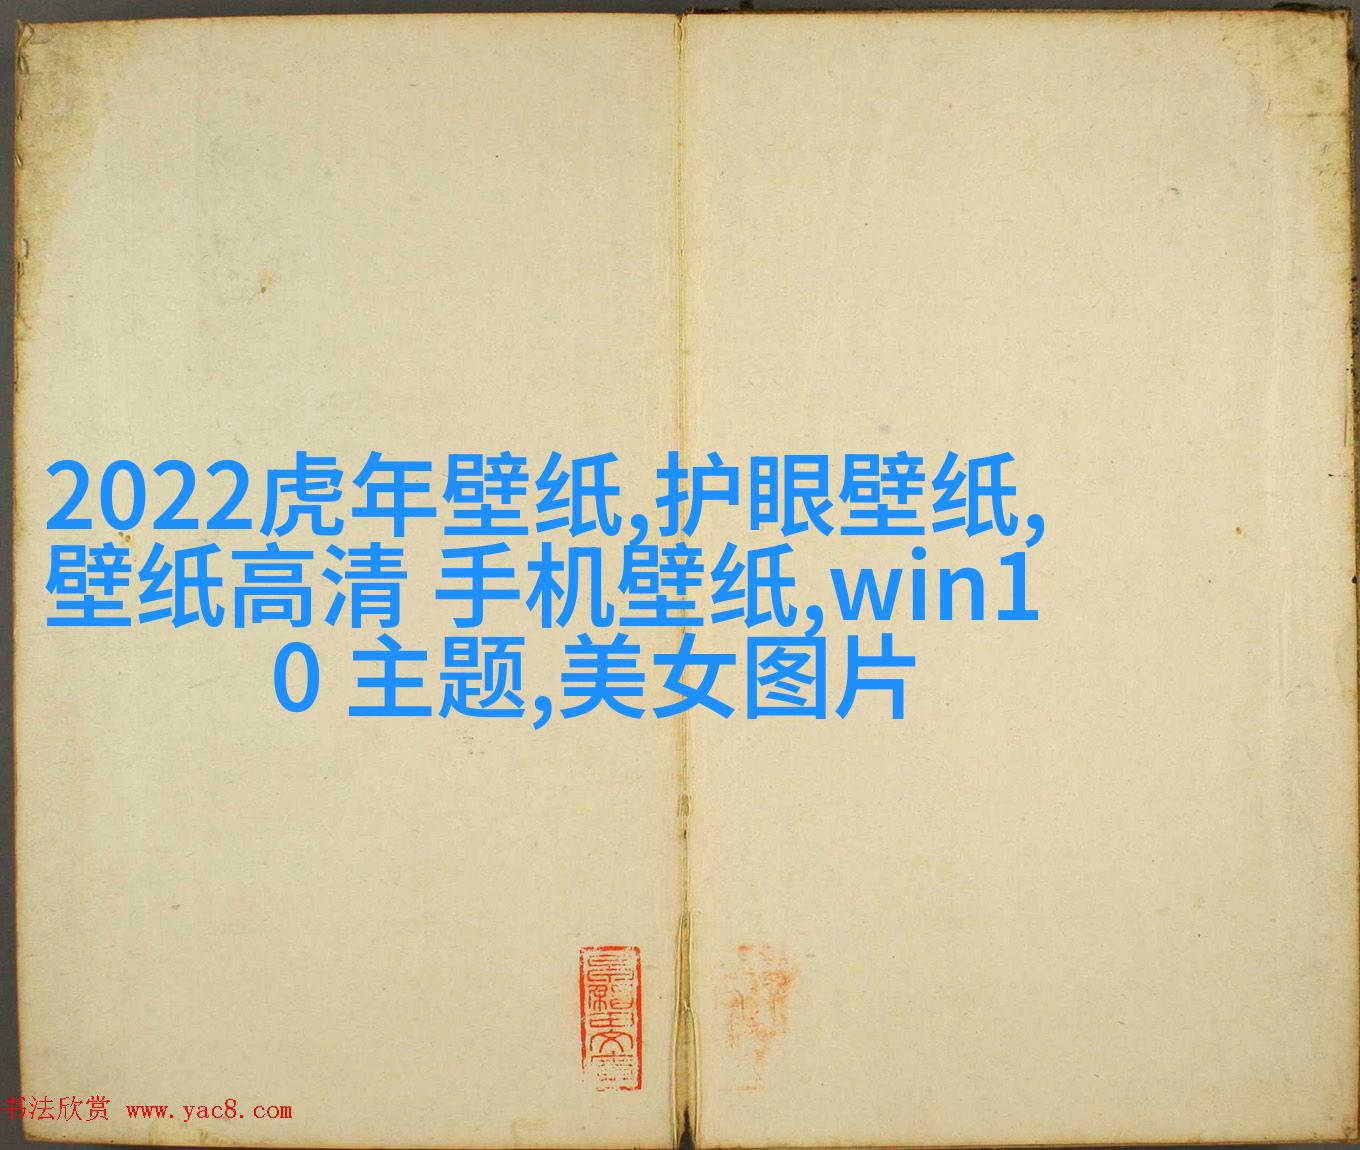 2022虎年壁纸,护眼壁纸,
壁纸高清 手机壁纸,win1
0 主题,美女图片
书法欣赏 www.yac8.com